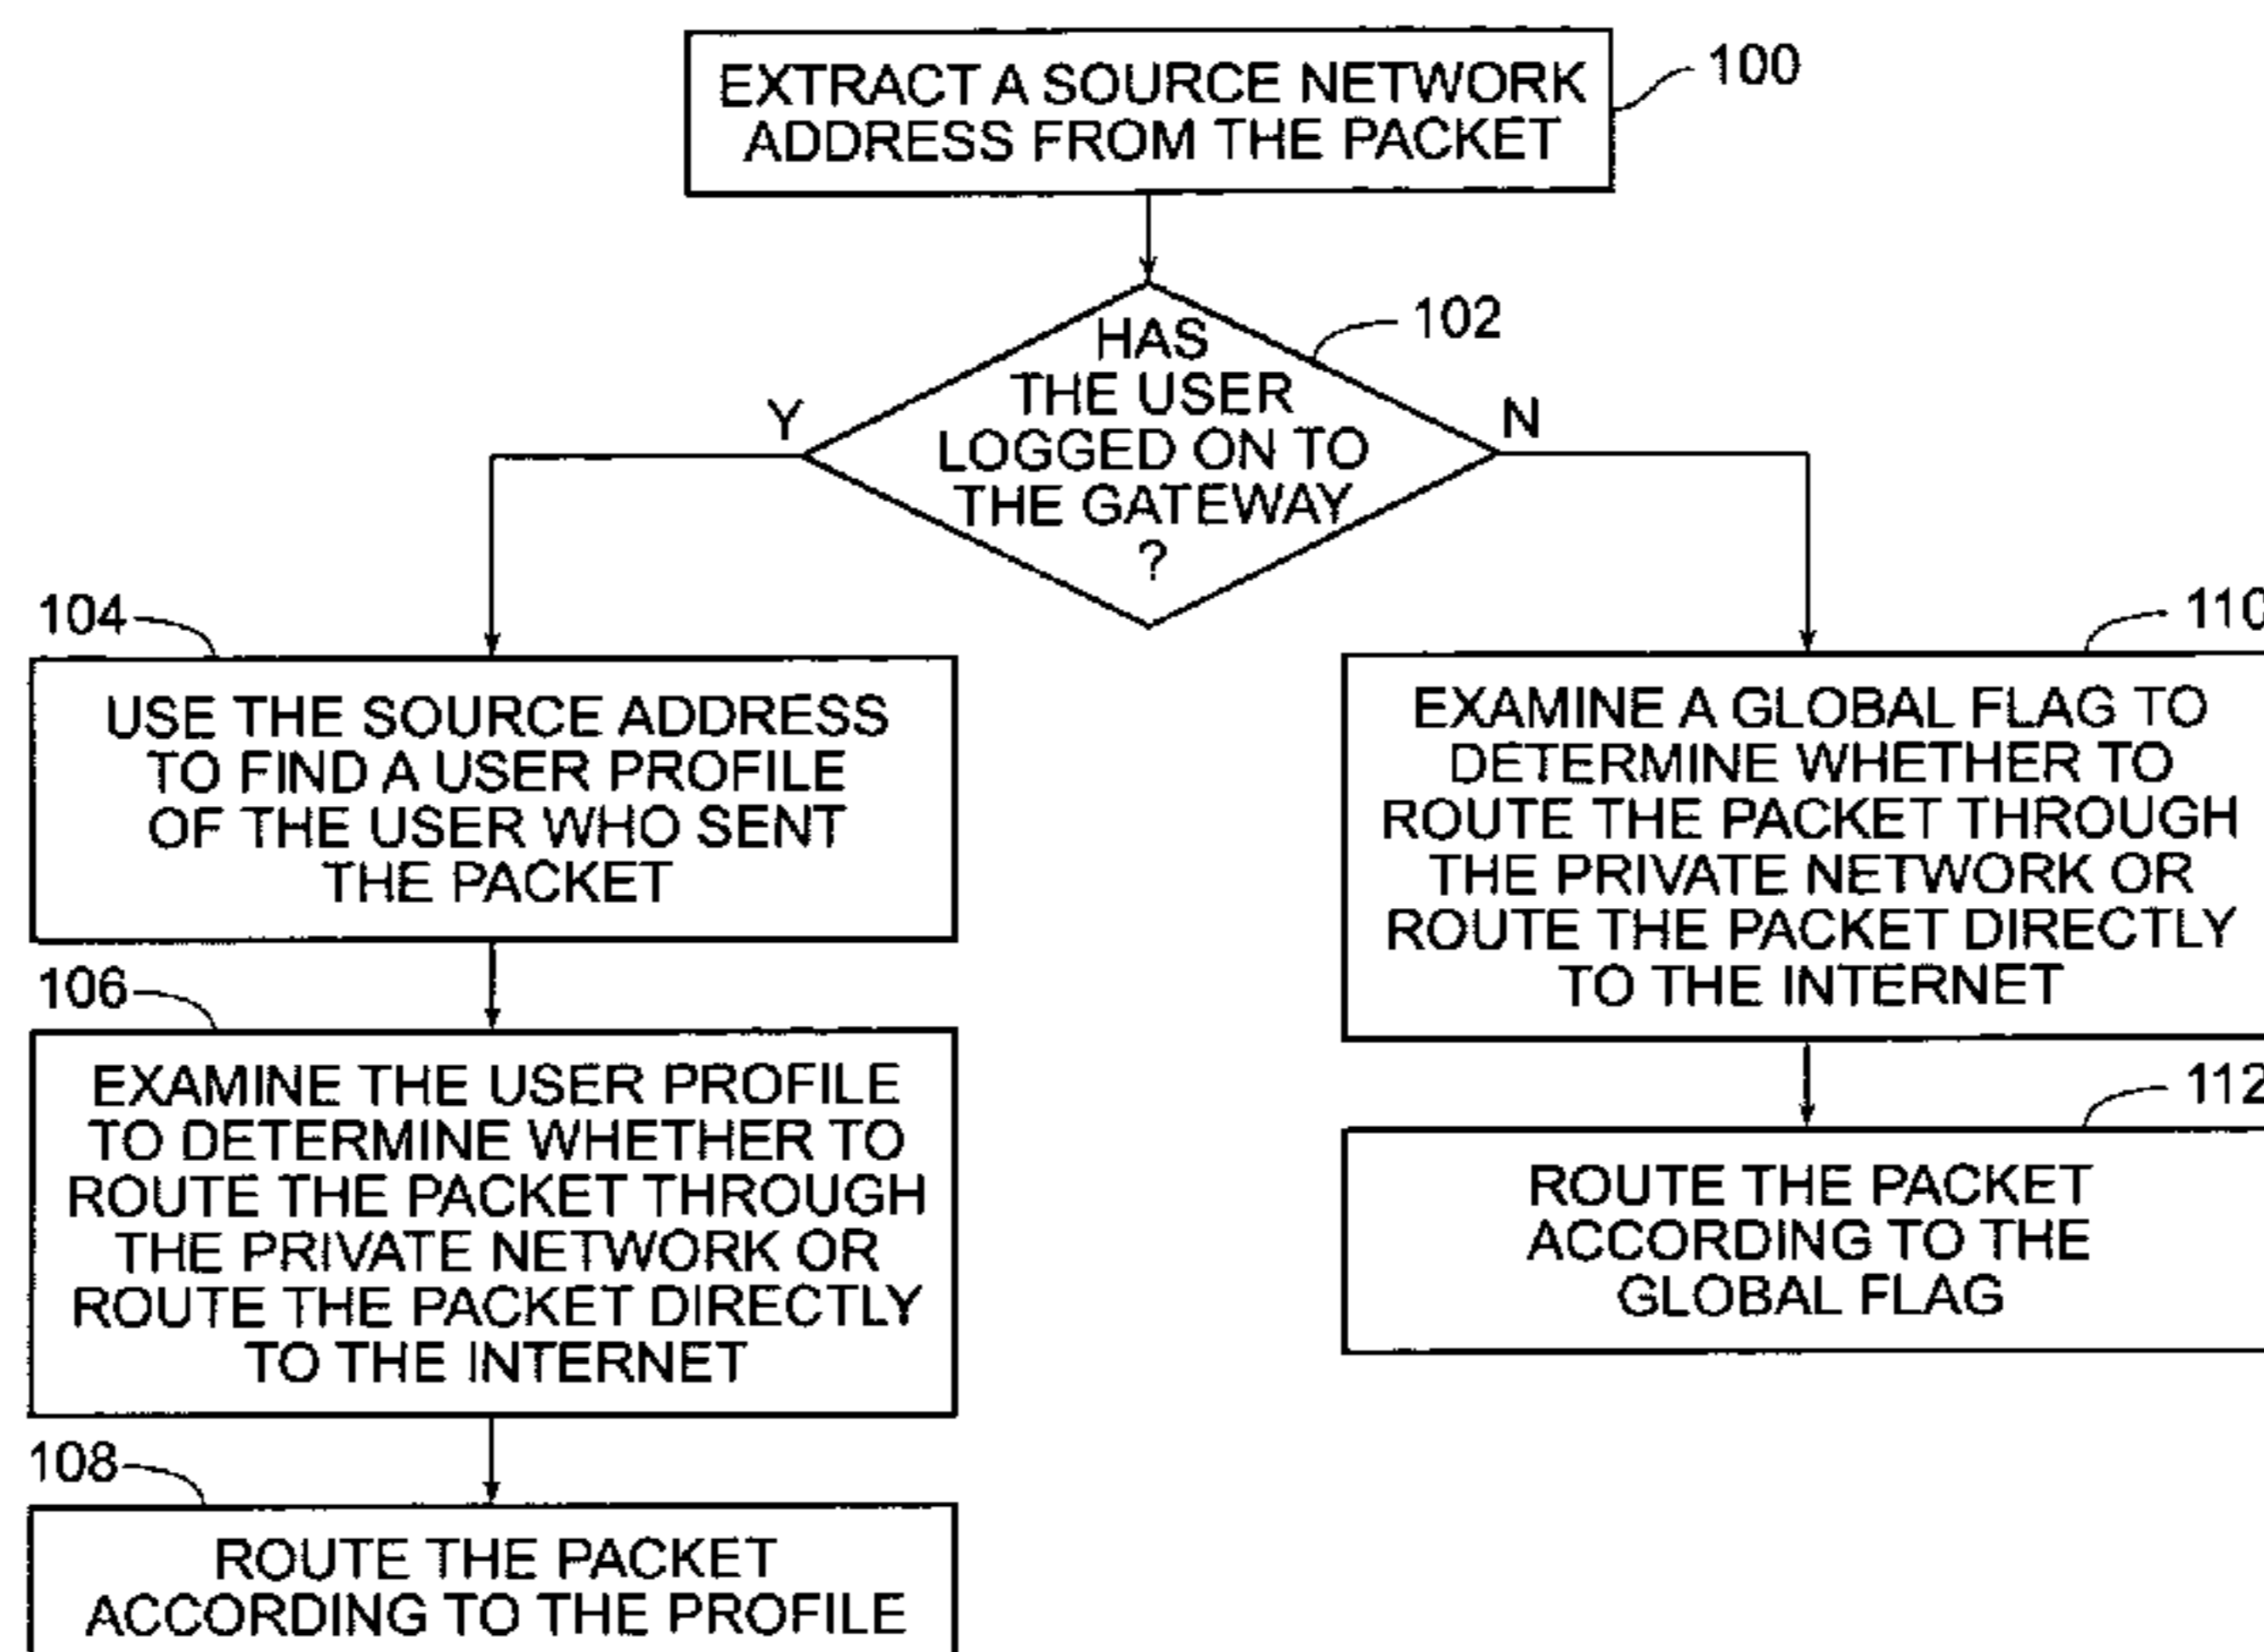 EXTRACT A SOURCE NETWORK
ADDRESS FROM THE PACKET
100
HAS
THE USER
LOGGED ON TO
THE GATEWAY
?
102
Y
N
104
USE THE SOURCE ADDRESS
TO FIND A USER PROFILE
OF THE USER WHO SENT
THE PACKET
106
EXAMINE THE USER PROFILE
TO DETERMINE WHETHER TO
ROUTE THE PACKET THROUGH
THE PRIVATE NETWORK OR
ROUTE THE PACKET DIRECTLY
TO THE INTERNET
108
ROUTE THE PACKET
ACCORDING TO THE PROFILE
110
EXAMINE A GLOBAL FLAG TO
DETERMINE WHETHER TO
ROUTE THE PACKET THROUGH
THE PRIVATE NETWORK OR
ROUTE THE PACKET DIRECTLY
TO THE INTERNET
112
ROUTE THE PACKET
ACCORDING TO THE
GLOBAL FLAG